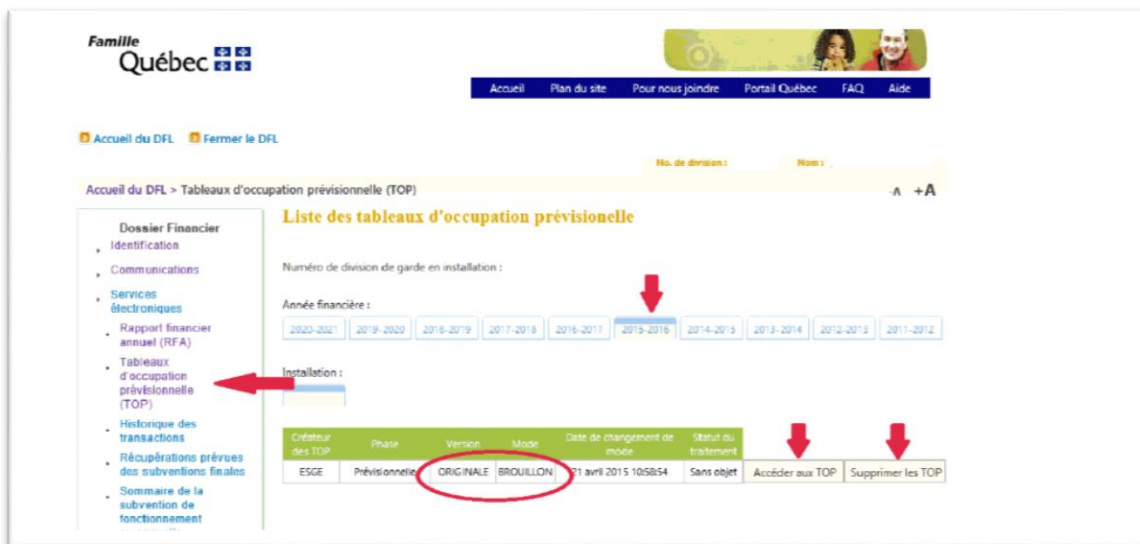 Famille
Québec
Accueil Plan du site Pour nous joindre Portail Québec FAQ Aide
Accueil du DFL Fermer le DFL
No. de division : Nom :
Accueil du DFL > Tableaux d'occupation prévisionnelle (TOP) -A +A
Dossier Financier
Identification
Communications
Services
électroniques
Rapport financier
annuel (RFA)
Tableaux
d'occupation
prévisionnelle
(TOP)
Historique des
transactions
Récupérations prévues
des subventions finales
Sommaire de la
subvention de
fonctionnement
Liste des tableaux d'occupation prévisionelle
Numéro de division de garde en installation :
Année financière :
2020-2021 2019-2020 2018-2019 2017-2018 2016-2017 2015-2016 2014-2015 2013-2014 2012-2013 2011-2012
Installation :
Créateur des TOP Phase Version Mode Date de changement de mode Statut du traitement
ESGE Prévisionnelle ORIGINALE BROUILLON 21 avril 2015 10:58:54 Sans objet Accéder aux TOP Supprimer les TOP